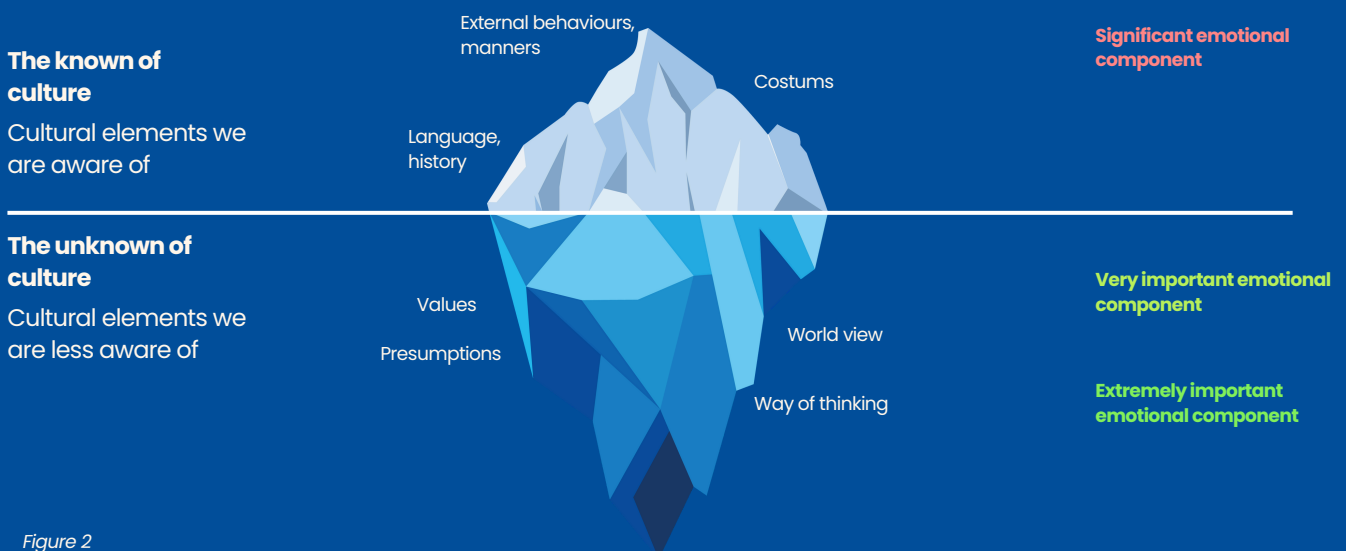 The known of
culture
Cultural elements we
are aware of
External behaviours,
manners
Costums
Language,
history
Significant emotional
component
The unknown of
culture
Cultural elements we
are less aware of
Values
Presumptions
World view
Way of thinking
Very important emotional
component
Extremely important
emotional component
Figure 2